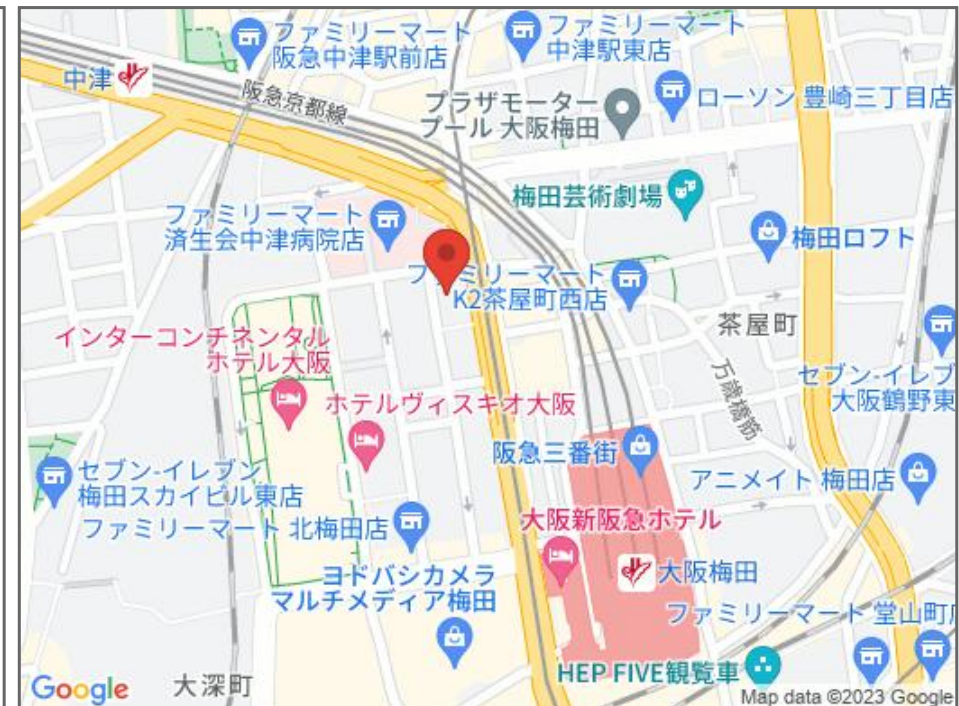 ファミリーマート
阪急中津駅前店
ファミリーマート
中津駅東店
中津
阪急京都線
プラザモーター
プール 大阪梅田
ローソン 豊崎三丁目店
梅田芸術劇場
ファミリーマート
済生会中津病院店
梅田ロフト
ファミリーマート
K2茶屋町西店
茶屋町
インターコンチネンタル
ホテル大阪
万歳橋筋
セブン-イレブ
大阪鶴野東
ホテルヴィスキオ大阪
阪急三番街
セブン-イレブン
梅田スカイビル東店
アニメイト 梅田店
ファミリーマート 北梅田店
大阪新阪急ホテル
ヨドバシカメラ
マルチメディア梅田
大阪梅田
ファミリーマート 堂山町
HEP FIVE観覧車
Google
大深町
Map data ©2023 Google